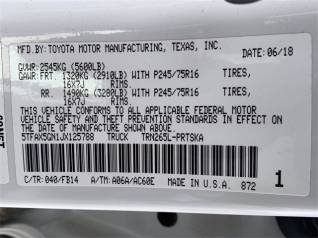 MFD.BY: TOYOTA MOTOR MANUFACTURING, TEXAS, INC.
GVWR: 2545KG (5600LB) DATE: 06/18
GAWR: FRT. 1320KG (2910LB) WITH P245/75R16 TIRES,
16X7J RIMS,
RR. 1490KG (3280LB) WITH P245/75R16 TIRES,
16X7J RIMS,
THIS VEHICLE CONFORMS TO ALL APPLICABLE FEDERAL MOTOR
VEHICLE SAFETY AND THEFT PREVENTION STANDARDS IN EFFECT ON
THE DATE OF MANUFACTURE SHOWN ABOVE.
5TFAX5GN1JX125788 TRUCK TRN265L-PRTSKA
C/TR: 040/FB14 A/TM: A06A/AC60E MADE IN U.S.A. 872 1